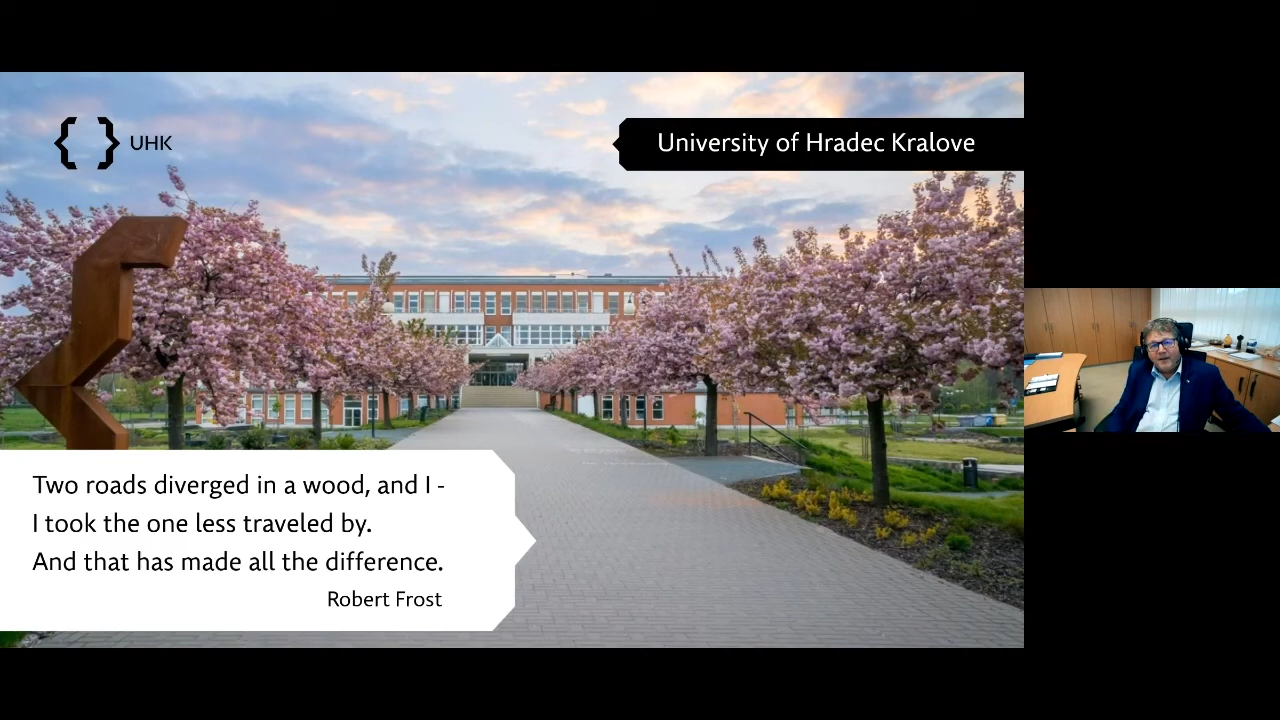 UHK
University of Hradec Kralove
Two roads diverged in a wood, and I -
I took the one less traveled by.
And that has made all the difference.
Robert Frost